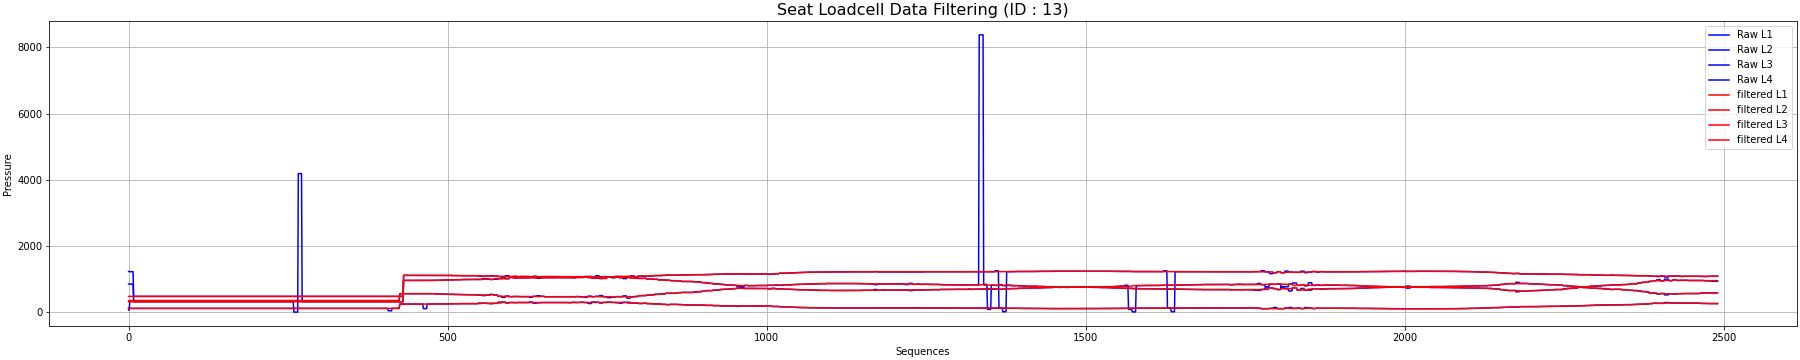 Seat Loadcell Data Filtering (ID : 13)
Raw L1
Raw L2
Raw L3
Raw L4
filtered L1
filtered L2
filtered L3
filtered L4
Pressure
8000
6000
4000
2000
0
0
500
1000
1500
2000
2500
Sequences